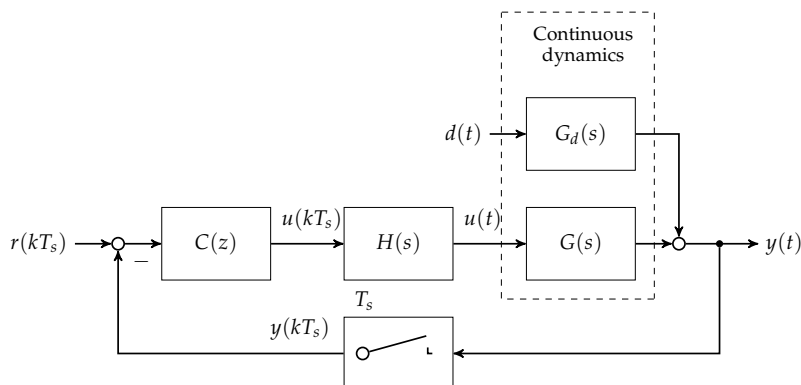 Continuous
dynamics
d(t)
G_d(s)
r(kT_s)
−
C(z)
u(kT_s)
H(s)
u(t)
G(s)
y(t)
T_s
y(kT_s)